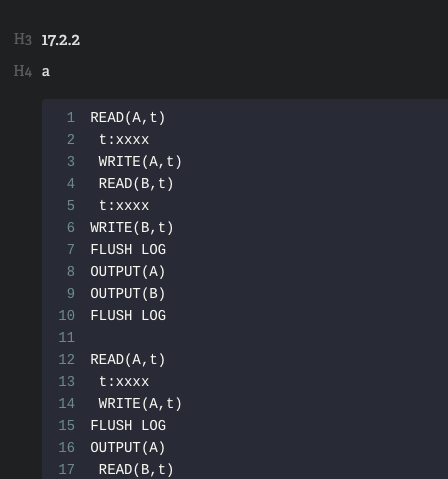 H3 17.2.2
H4 a
1 READ(A,t)
2 t:xxxx
3 WRITE(A,t)
4 READ(B,t)
5 t:xxxx
6 WRITE(B,t)
7 FLUSH LOG
8 OUTPUT(A)
9 OUTPUT(B)
10 FLUSH LOG
11
12 READ(A,t)
13 t:xxxx
14 WRITE(A,t)
15 FLUSH LOG
16 OUTPUT(A)
17 READ(B,t)